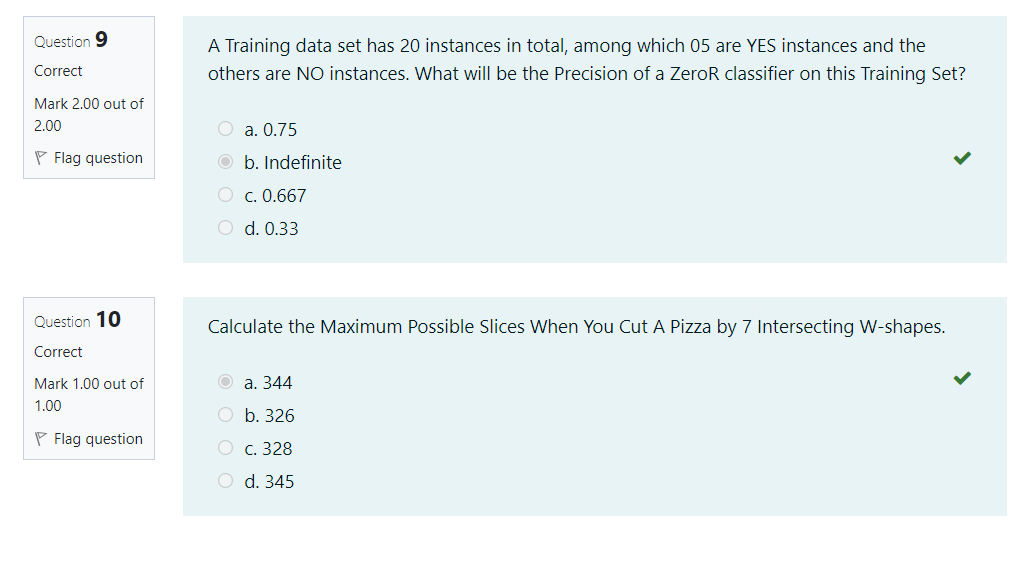 Question 9
Correct
Mark 2.00 out of
2.00
Flag question
A Training data set has 20 instances in total, among which 05 are YES instances and the
others are NO instances. What will be the Precision of a ZeroR classifier on this Training Set?
a. 0.75
b. Indefinite
c. 0.667
d. 0.33
Question 10
Correct
Mark 1.00 out of
1.00
Flag question
Calculate the Maximum Possible Slices When You Cut A Pizza by 7 Intersecting W-shapes.
a. 344
b. 326
c. 328
d. 345